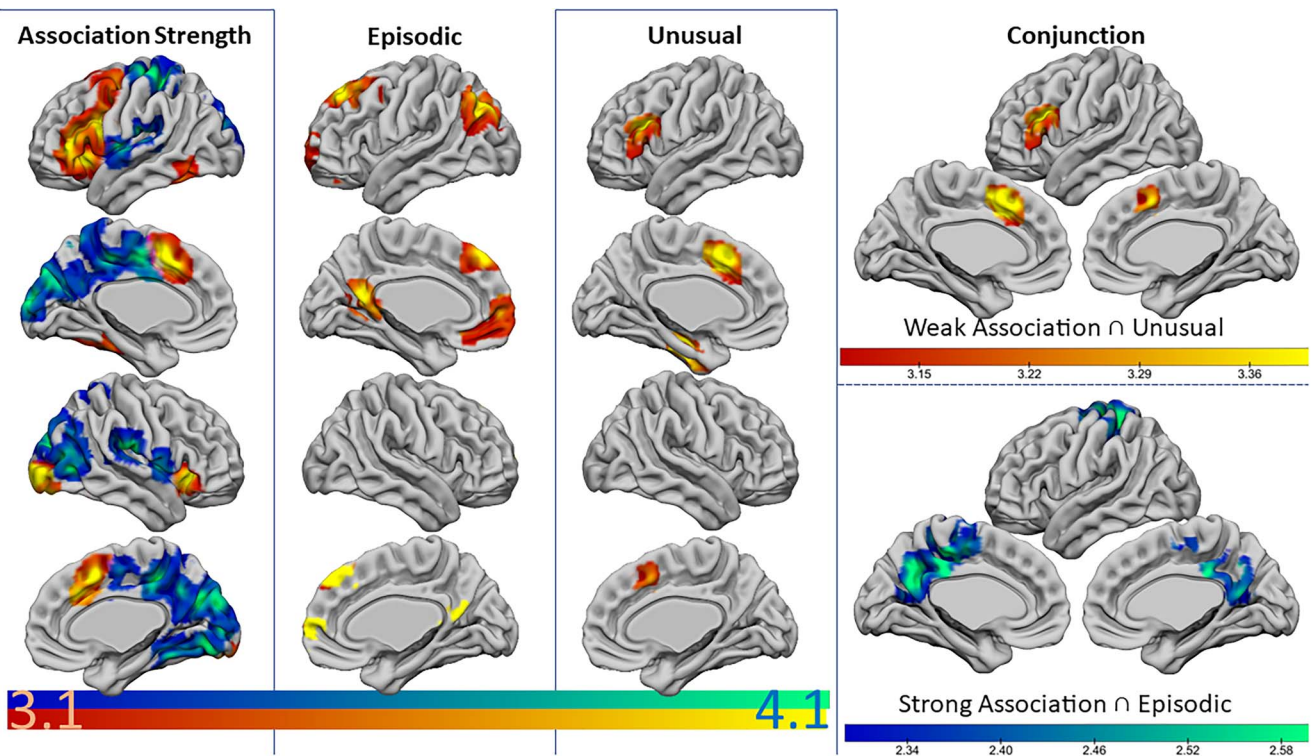 Association Strength
Episodic
Unusual
Conjunction
Weak Association ∩ Unusual
3.15 3.22 3.29 3.36
3.1 4.1
Strong Association ∩ Episodic
2.34 2.40 2.46 2.52 2.58